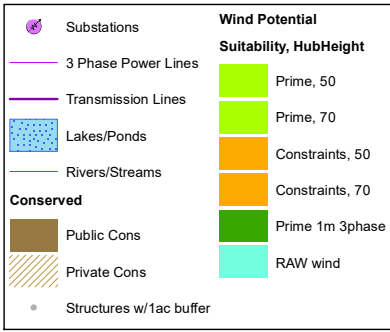 Substations
3 Phase Power Lines
Transmission Lines
Lakes/Ponds
Rivers/Streams
Conserved
Public Cons
Private Cons
Structures w/1ac buffer
Wind Potential
Suitability, HubHeight
Prime, 50
Prime, 70
Constraints, 50
Constraints, 70
Prime 1m 3phase
RAW wind